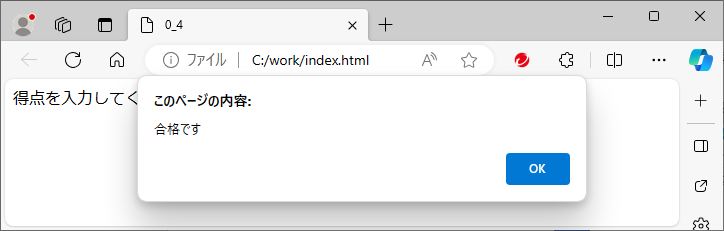 0_4
ファイル
C:/work/index.html
得点を入力してく
このページの内容:
合格です
OK